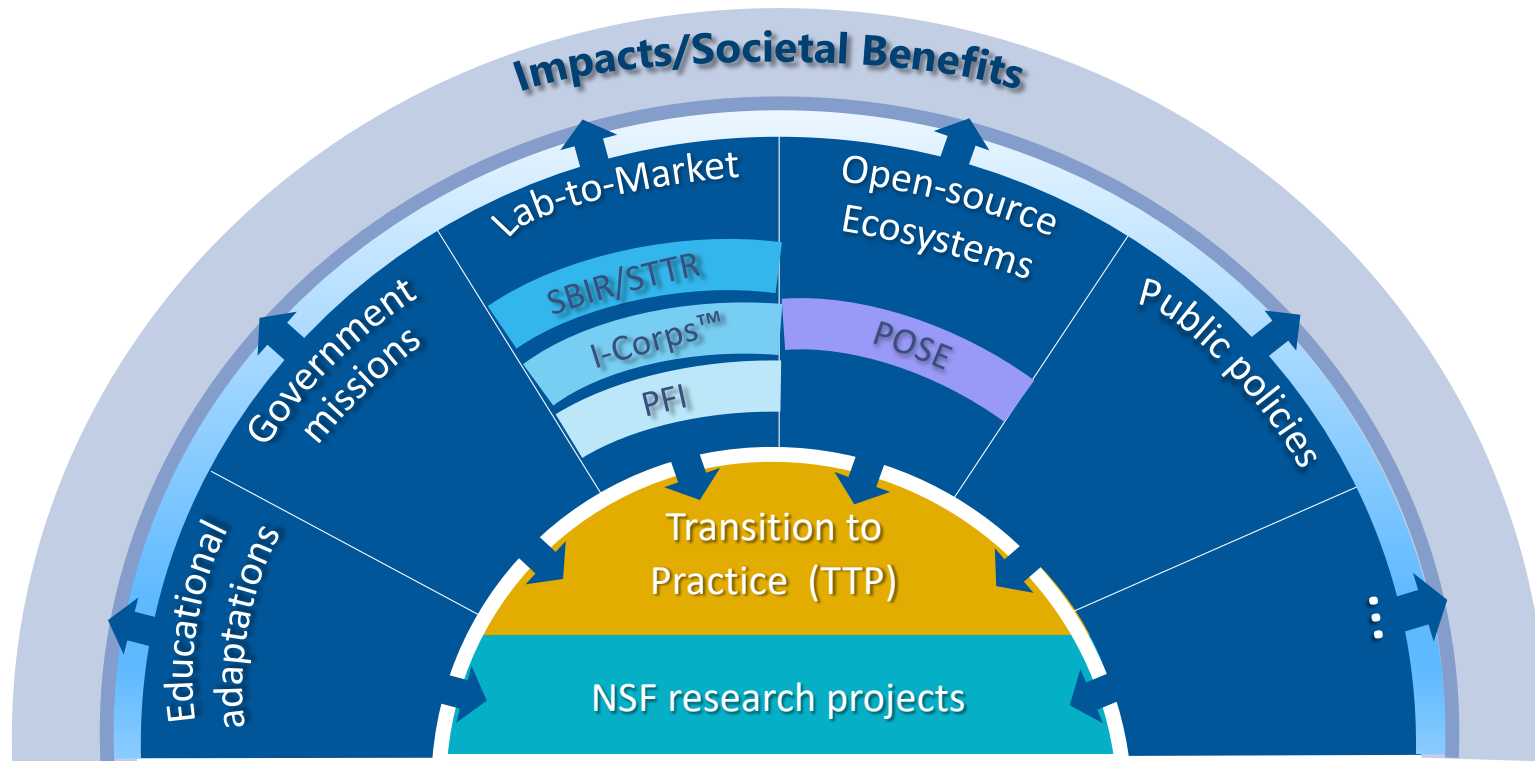 Impacts/Societal Benefits
Lab-to-Market
Open-source
Ecosystems
Government
missions
Public policies
Educational
adaptations
...
SBIR/STTR
I-Corps™
PFI
POSE
Transition to
Practice (TTP)
NSF research projects